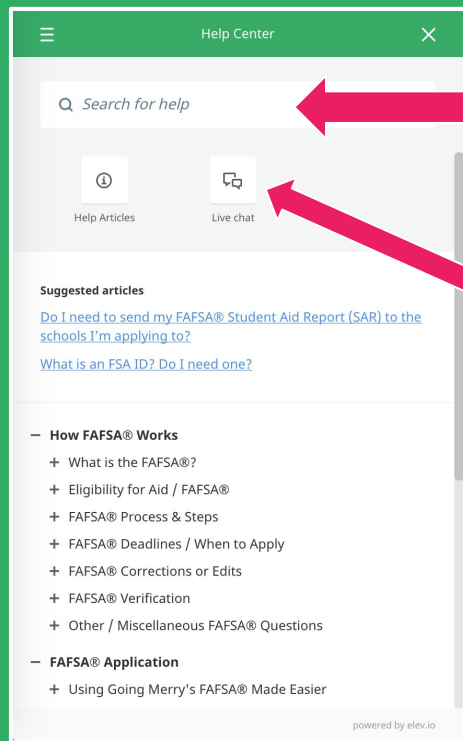 Help Center
Search for help
Help Articles
Live chat
Suggested articles
Do I need to send my FAFSA® Student Aid Report (SAR) to the
schools I'm applying to?
What is an FSA ID? Do I need one?
− How FAFSA® Works
+ What is the FAFSA®?
+ Eligibility for Aid / FAFSA®
+ FAFSA® Process & Steps
+ FAFSA® Deadlines / When to Apply
+ FAFSA® Corrections or Edits
+ FAFSA® Verification
+ Other / Miscellaneous FAFSA® Questions
− FAFSA® Application
+ Using Going Merry's FAFSA® Made Easier
powered by elev.io